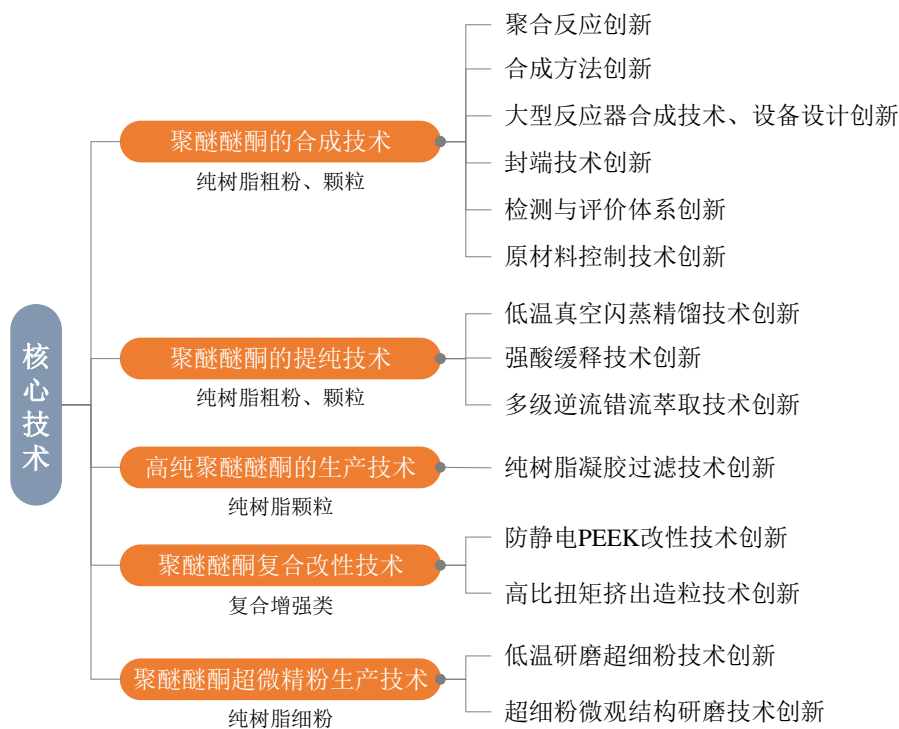 核心技术
聚醚醚酮的合成技术
纯树脂粗粉、颗粒
聚合反应创新
合成方法创新
大型反应器合成技术、设备设计创新
封端技术创新
检测与评价体系创新
原材料控制技术创新
聚醚醚酮的提纯技术
纯树脂粗粉、颗粒
低温真空闪蒸精馏技术创新
强酸缓释技术创新
多级逆流错流萃取技术创新
高纯聚醚醚酮的生产技术
纯树脂颗粒
纯树脂凝胶过滤技术创新
聚醚醚酮复合改性技术
复合增强类
防静电PEEK改性技术创新
高比扭矩挤出造粒技术创新
聚醚醚酮超微精粉生产技术
纯树脂细粉
低温研磨超细粉技术创新
超细粉微观结构研磨技术创新